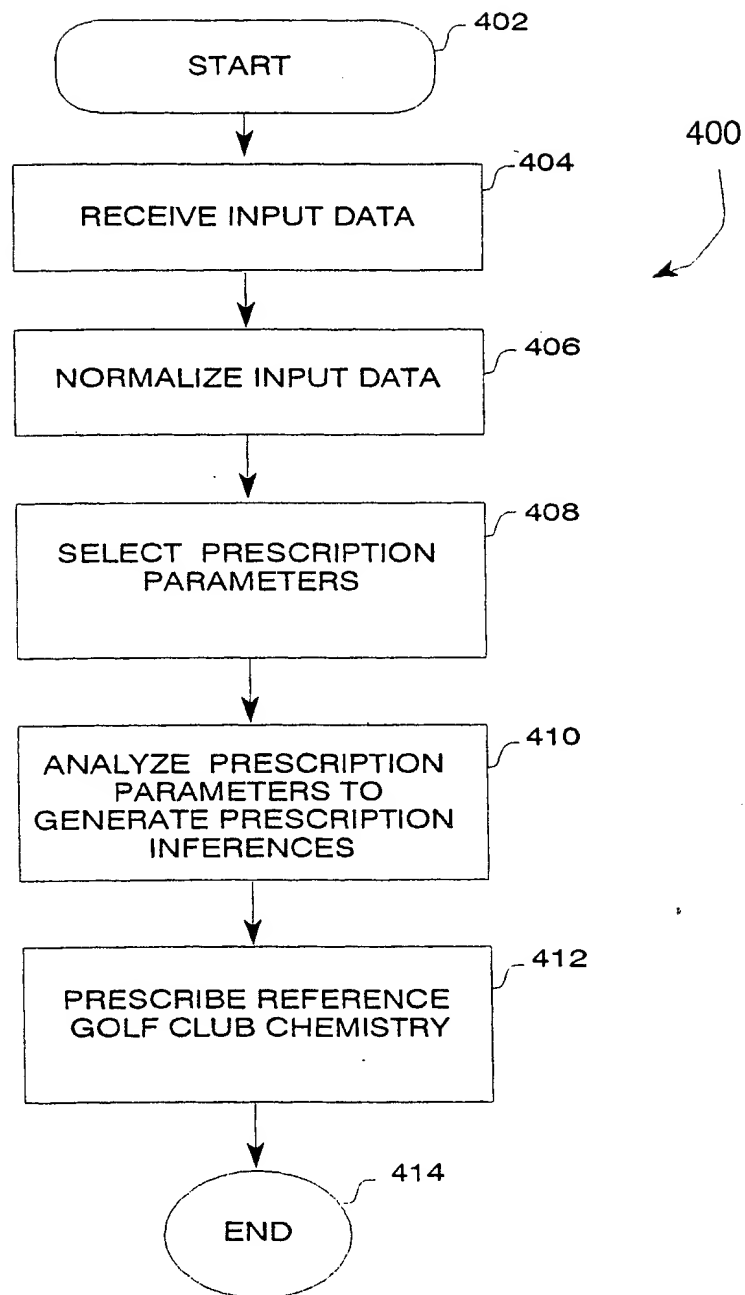 402
START
400
404
RECEIVE INPUT DATA
406
NORMALIZE INPUT DATA
408
SELECT PRESCRIPTION
PARAMETERS
410
ANALYZE PRESCRIPTION
PARAMETERS TO
GENERATE PRESCRIPTION
INFERENCES
412
PRESCRIBE REFERENCE
GOLF CLUB CHEMISTRY
414
END